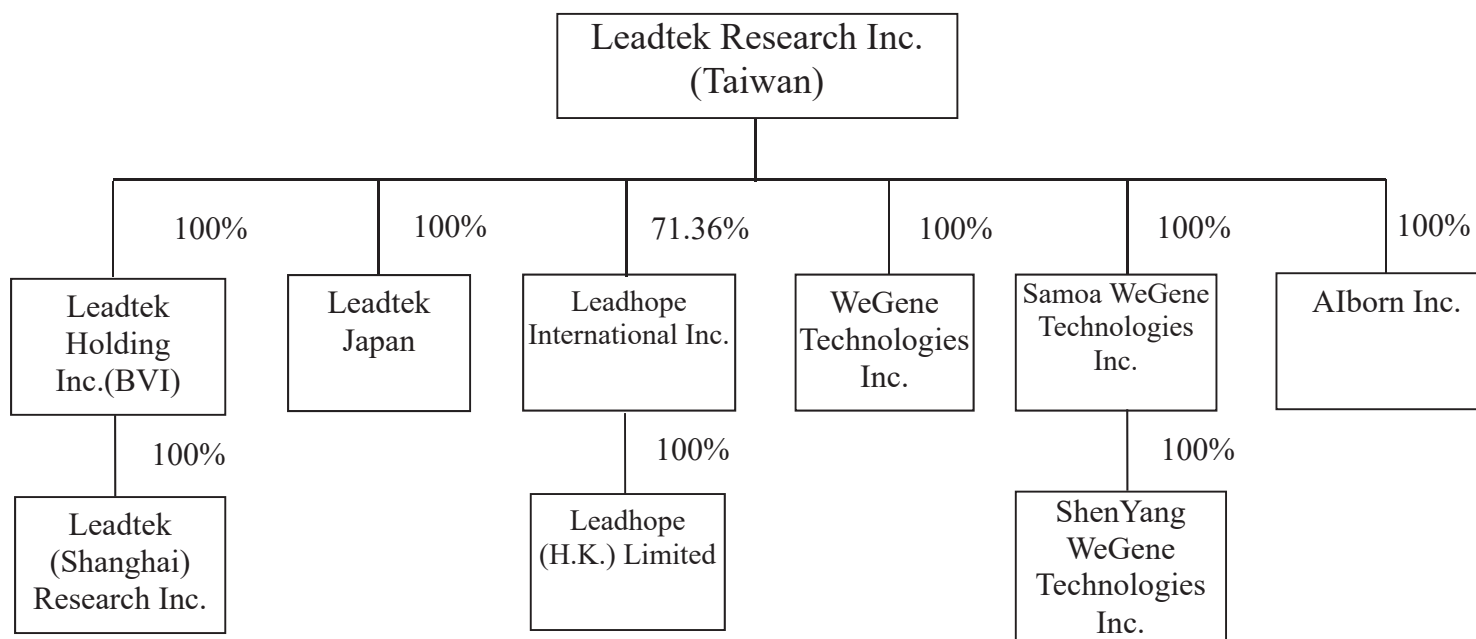 Leadtek Research Inc.
(Taiwan)
100%
100%
71.36%
100%
100%
100%
Leadtek
Holding
Inc.(BVI)
Leadtek
Japan
Leadhope
International Inc.
WeGene
Technologies
Inc.
Samoa WeGene
Technologies
Inc.
AIborn Inc.
100%
100%
100%
Leadtek
(Shanghai)
Research Inc.
Leadhope
(H.K.) Limited
ShenYang
WeGene
Technologies
Inc.